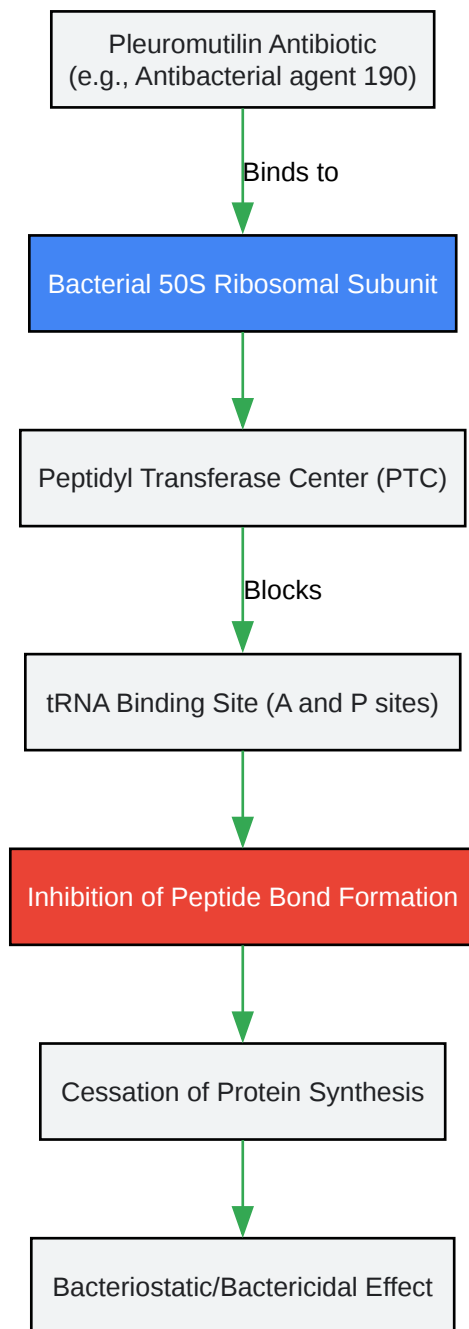 Pleuromutilin Antibiotic
(e.g., Antibacterial agent 190)
Binds to
Bacterial 50S Ribosomal Subunit
Peptidyl Transferase Center (PTC)
Blocks
tRNA Binding Site (A and P sites)
Inhibition of Peptide Bond Formation
Cessation of Protein Synthesis
Bacteriostatic/Bactericidal Effect